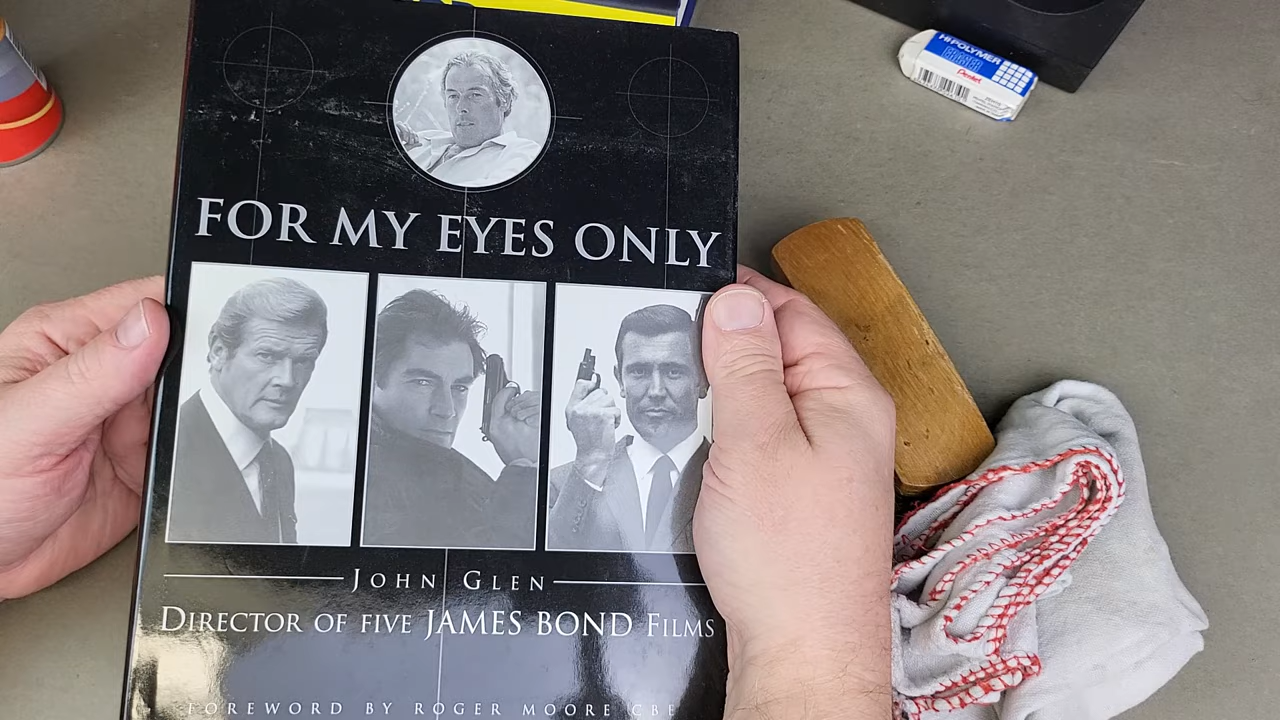 FOR MY EYES ONLY
JOHN GLEN
DIRECTOR OF FIVE JAMES BOND FILMS
FOREWORD BY ROGER MOORE CBE
HI-POLYMER
ERASER
Pentel